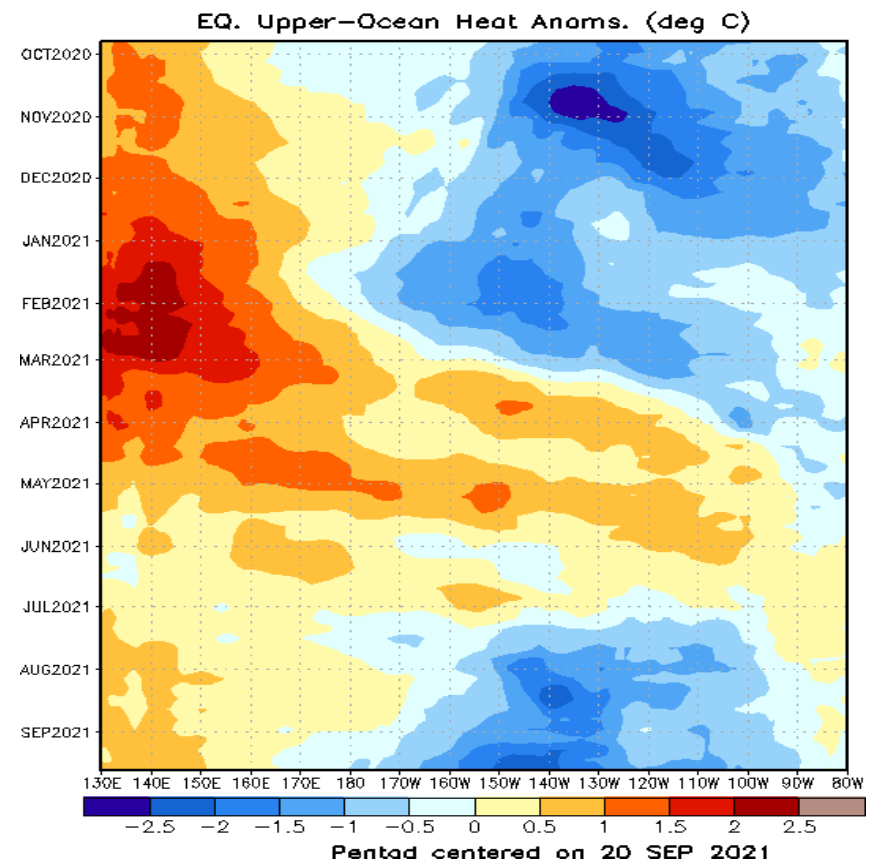 EQ. Upper-Ocean Heat Anoms. (deg C)
OCT2020
NOV2020
DEC2020
JAN2021
FEB2021
MAR2021
APR2021
MAY2021
JUN2021
JUL2021
AUG2021
SEP2021
130E 140E 150E 160E 170E 180 170W 160W 150W 140W 130W 120W 110W 100W 90W 80W
-2.5 -2 -1.5 -1 -0.5 0 0.5 1 1.5 2 2.5
Pentad centered on 20 SEP 2021